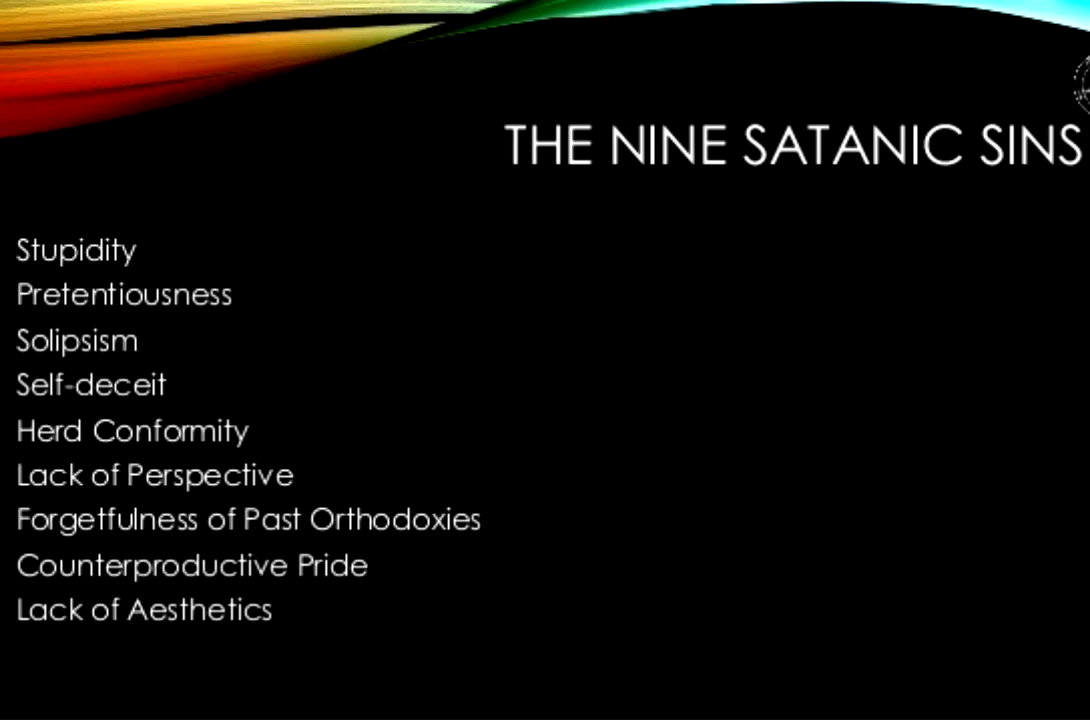 THE NINE SATANIC SINS
Stupidity
Pretentiousness
Solipsism
Self-deceit
Herd Conformity
Lack of Perspective
Forgetfulness of Past Orthodoxies
Counterproductive Pride
Lack of Aesthetics